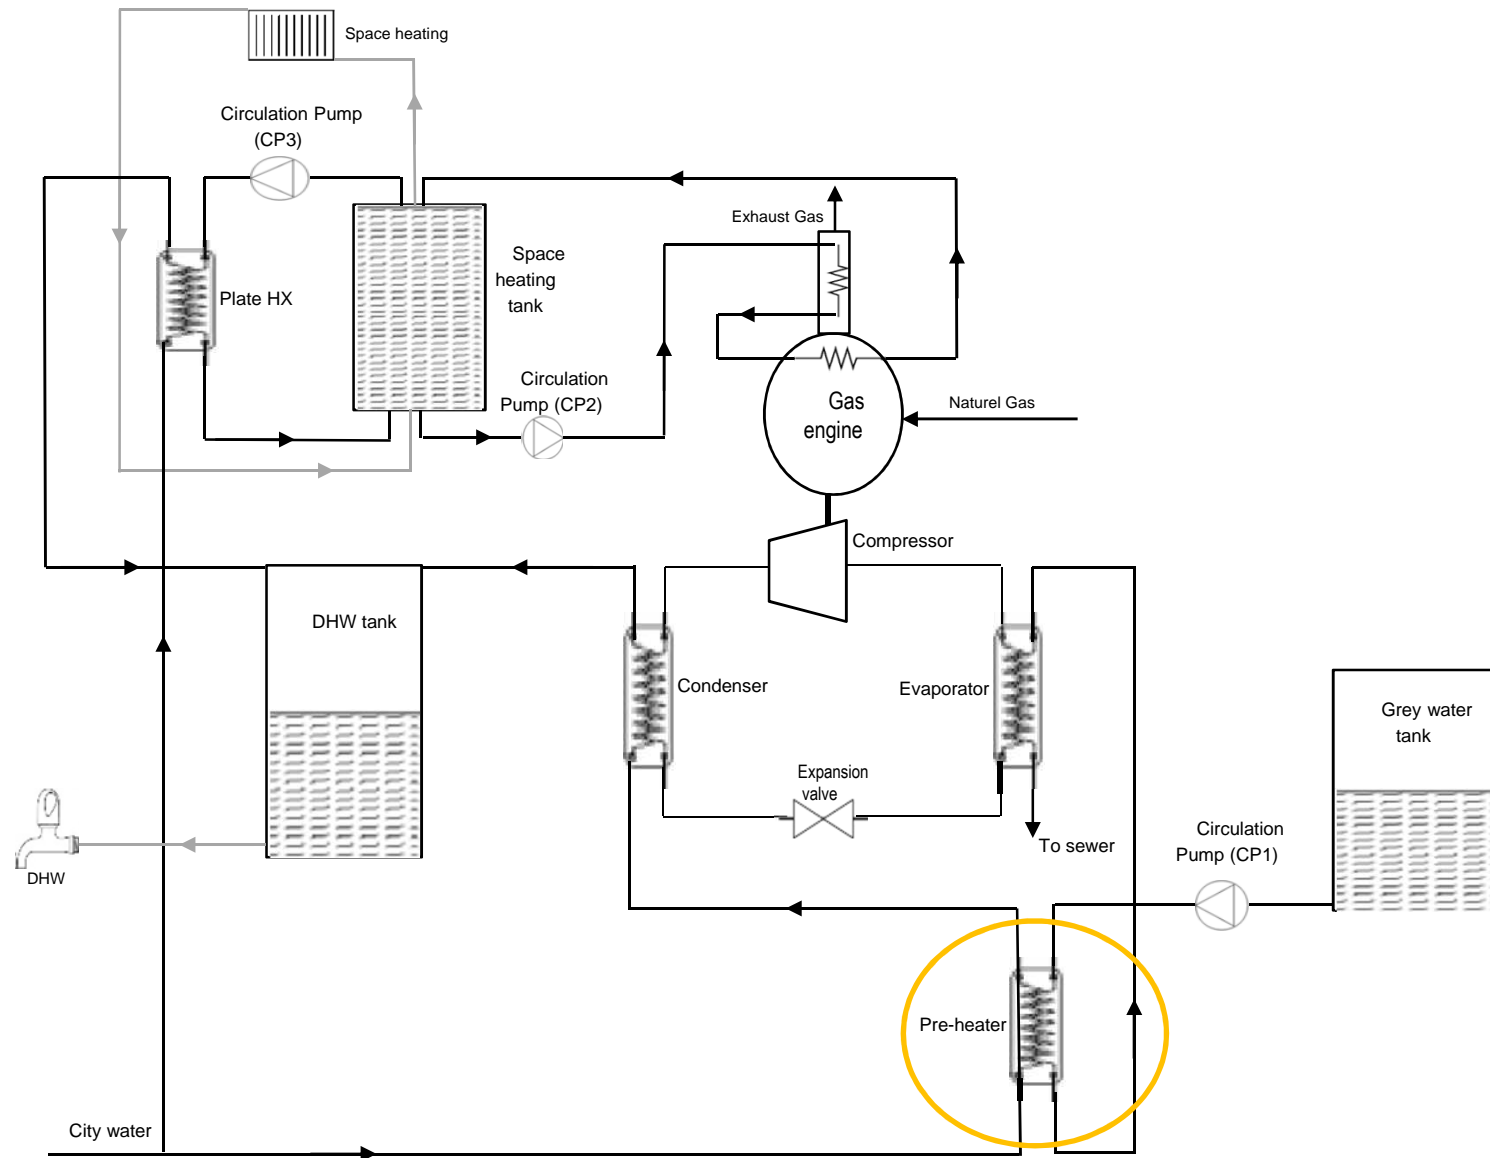 Space heating
Circulation Pump
(CP3)
Exhaust Gas
Space
heating
tank
Plate HX
Circulation
Pump (CP2)
Gas
engine
Naturel Gas
Compressor
DHW tank
Condenser
Evaporator
Grey water
tank
Expansion
valve
Circulation
Pump (CP1)
To sewer
DHW
Pre-heater
City water